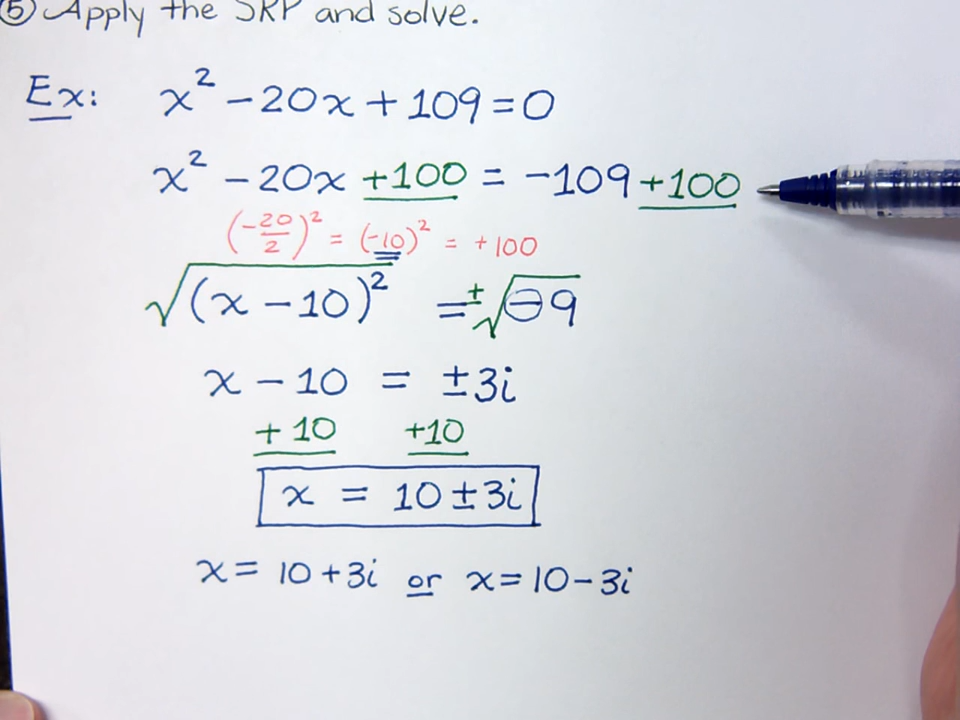 ⑤ Apply the SRP and solve.
Ex: x² - 20x + 109 = 0
x² - 20x + 100 = -109 + 100
(-20/2)² = (-10)² = +100
√(x - 10)² = ±√-9
x - 10 = ±3i
+ 10 +10
x = 10 ± 3i
x = 10 + 3i or x = 10 - 3i